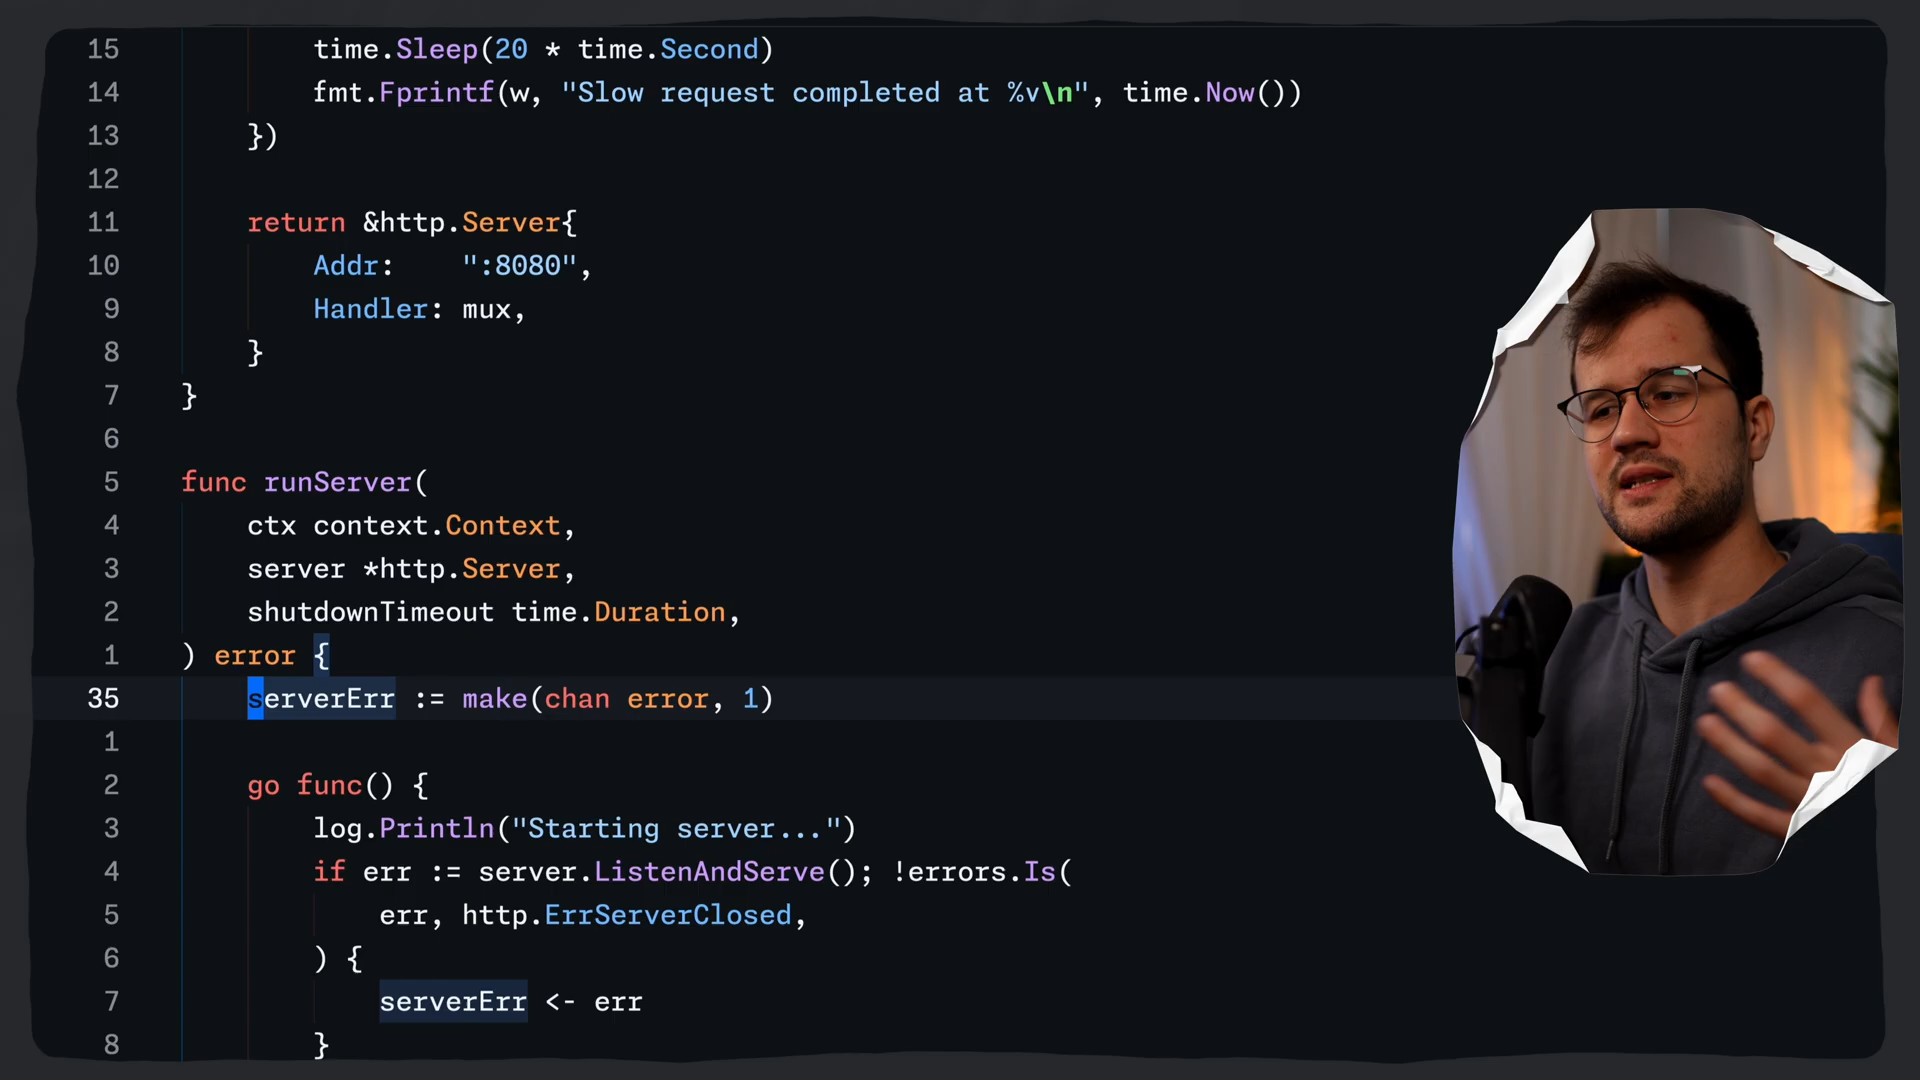 15 time.Sleep(20 * time.Second)
14 fmt.Fprintf(w, "Slow request completed at %v\n", time.Now())
13 })
12
11 return &http.Server{
10 Addr: ":8080",
9 Handler: mux,
8 }
7 }
6
5 func runServer(
4 ctx context.Context,
3 server *http.Server,
2 shutdownTimeout time.Duration,
1 ) error {
35 serverErr := make(chan error, 1)
1
2 go func() {
3 log.Println("Starting server...")
4 if err := server.ListenAndServe(); !errors.Is(
5 err, http.ErrServerClosed,
6 ) {
7 serverErr <- err
8 }